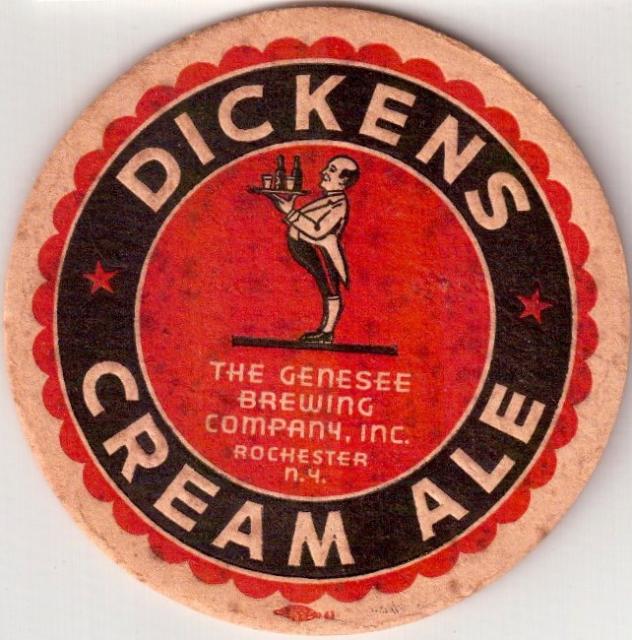 DICKENS
THE GENESEE
BREWING
COMPANY, INC.
ROCHESTER
N.Y.
CREAM ALE